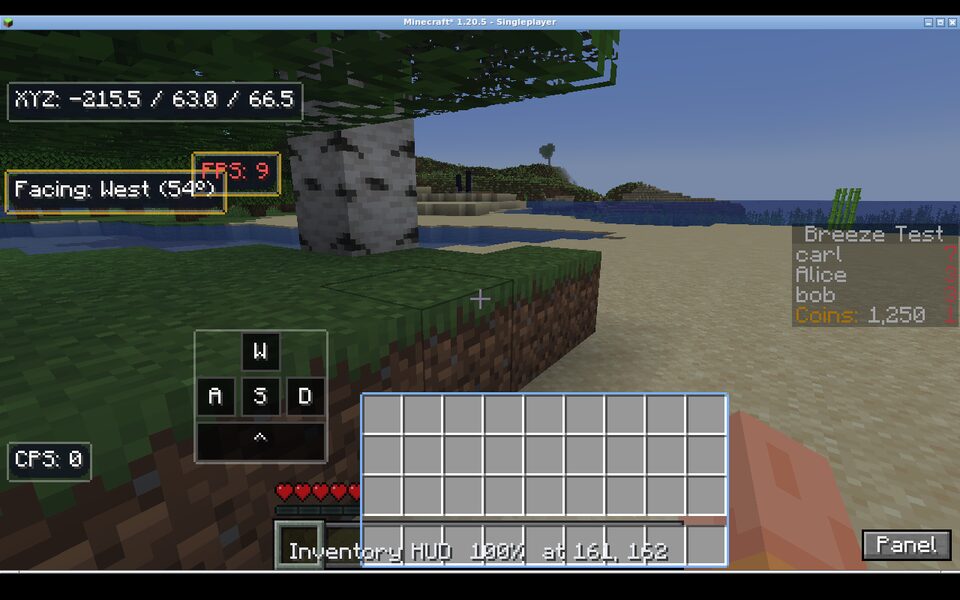 Minecraft* 1.20.5 - Singleplayer
XYZ: -215.5 / 63.0 / 66.5
FPS: 9
Facing: West (54º)
Breeze Test
carl
Alice
bob
Coins: 1,250
W
A S D
^
CPS: 0
Inventory HUD 100% at 161, 162
Panel